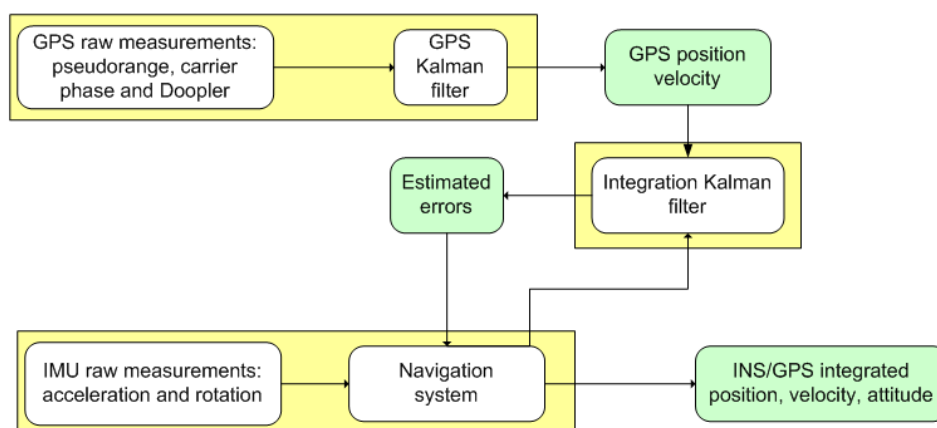 GPS raw measurements:
pseudorange, carrier
phase and Doopler
GPS
Kalman
filter
GPS position
velocity
Estimated
errors
Integration Kalman
filter
IMU raw measurements:
acceleration and rotation
Navigation
system
INS/GPS integrated
position, velocity, attitude